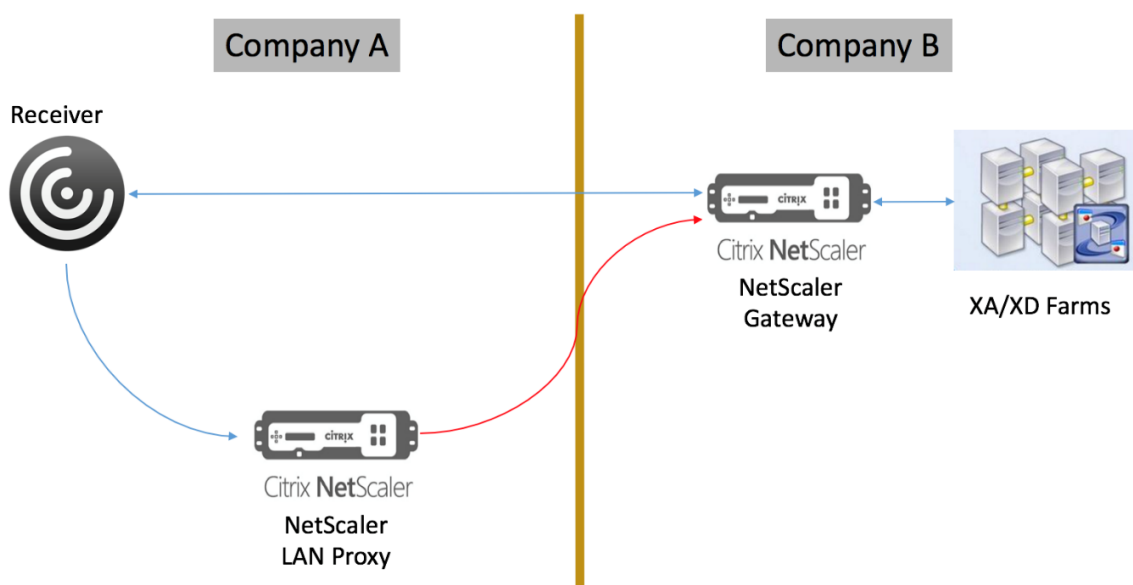 Company A
Company B
Receiver
CITRIX
Citrix NetScaler
NetScaler
Gateway
XA/XD Farms
CITRIX
Citrix NetScaler
NetScaler
LAN Proxy